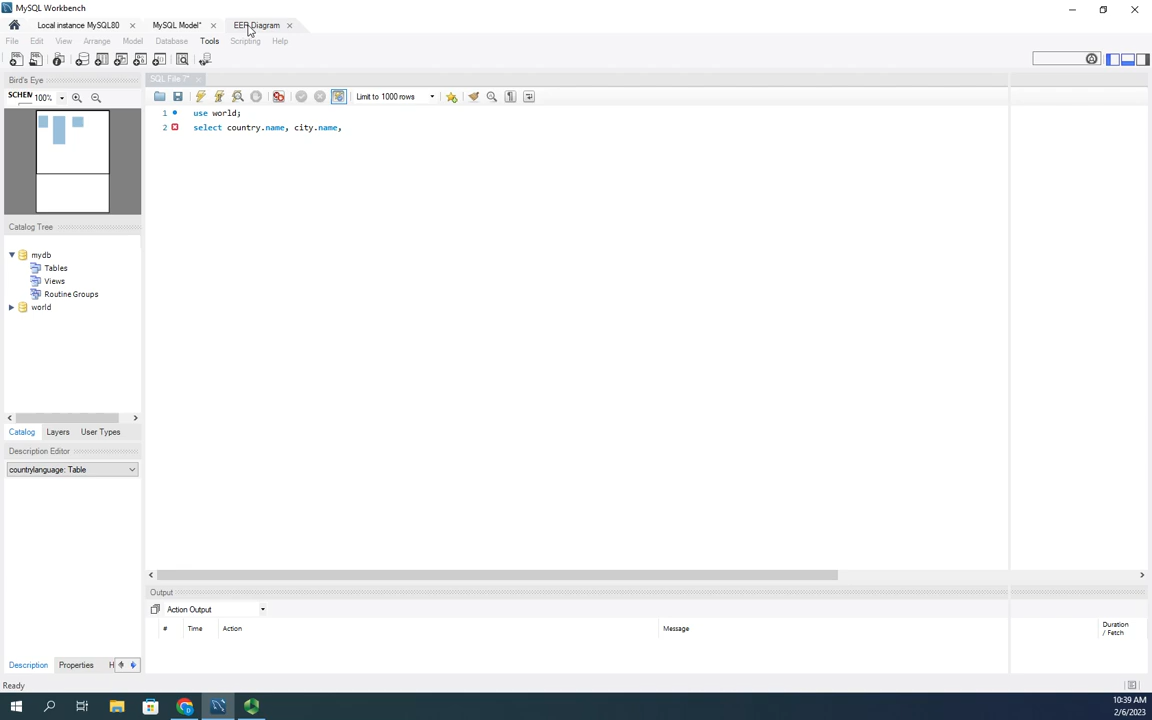 MySQL Workbench
Local instance MySQL80 MySQL Model* EER Diagram
File Edit View Arrange Model Database Tools Scripting Help
Bird's Eye
SQL File 7*
100%
Limit to 1000 rows
1 use world;
2 select country.name, city.name,
Catalog Tree
mydb
Tables
Views
Routine Groups
world
Catalog Layers User Types
Description Editor
countrylanguage: Table
Output
Action Output
# Time Action Message Duration / Fetch
Description Properties H
Ready
10:39 AM
2/6/2023